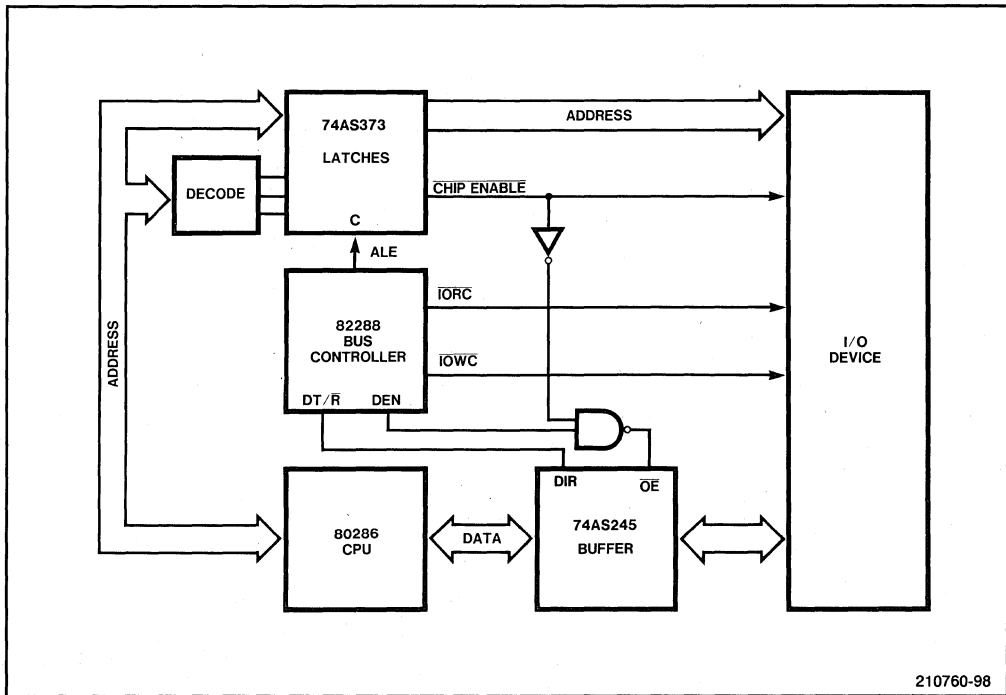 74AS373
LATCHES
C
ADDRESS
DECODE
CHIP ENABLE
ALE
82288
BUS
CONTROLLER
DT/R DEN
IORC
IOWC
I/O
DEVICE
ADDRESS
80286
CPU
DATA
DIR OE
74AS245
BUFFER
210760-98